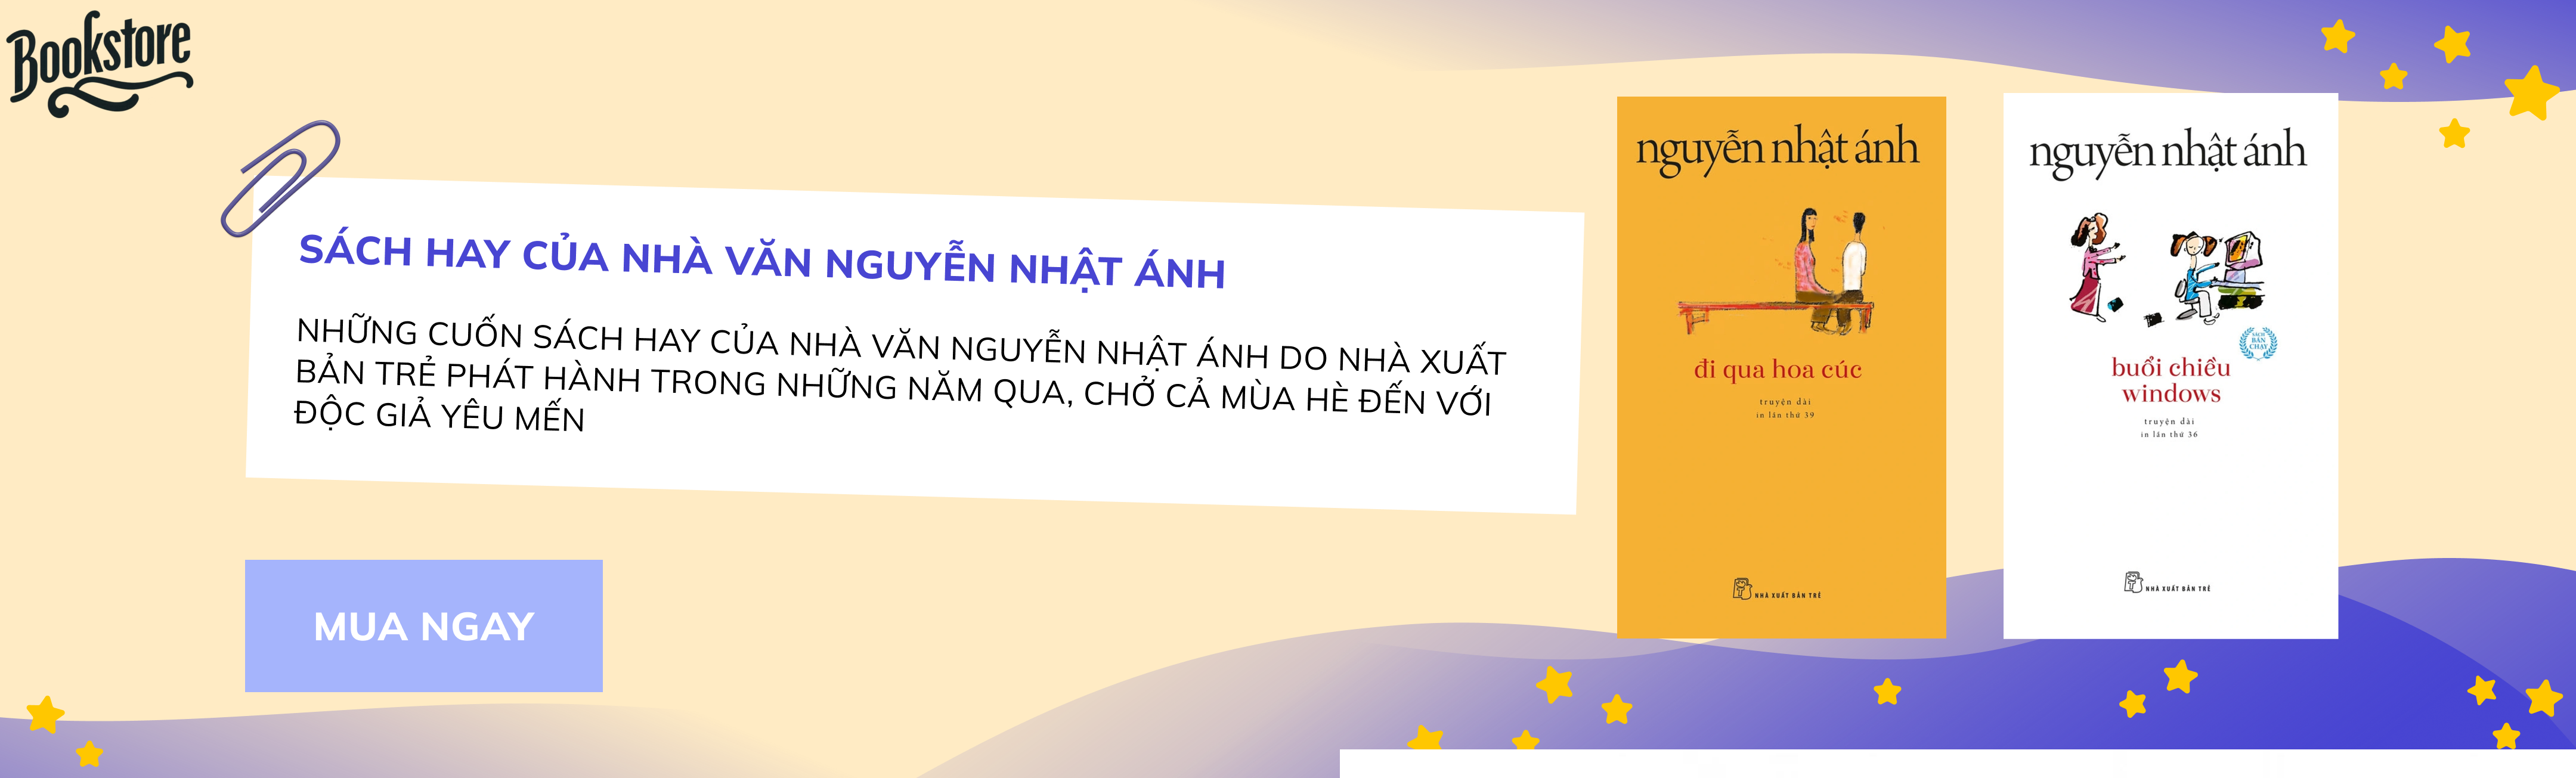 Bookstore
SÁCH HAY CỦA NHÀ VĂN NGUYỄN NHẬT ÁNH
NHỮNG CUỐN SÁCH HAY CỦA NHÀ VĂN NGUYỄN NHẬT ÁNH DO NHÀ XUẤT
BẢN TRẺ PHÁT HÀNH TRONG NHỮNG NĂM QUA, CHỞ CẢ MÙA HÈ ĐẾN VỚI
ĐỘC GIẢ YÊU MẾN
MUA NGAY
nguyễn nhật ánh
đi qua hoa cúc
truyện dài
in lần thứ 39
NHÀ XUẤT BẢN TRẺ
nguyễn nhật ánh
SÁCH
BÁN
CHẠY
buổi chiều
windows
truyện dài
in lần thứ 36
NHÀ XUẤT BẢN TRẺ